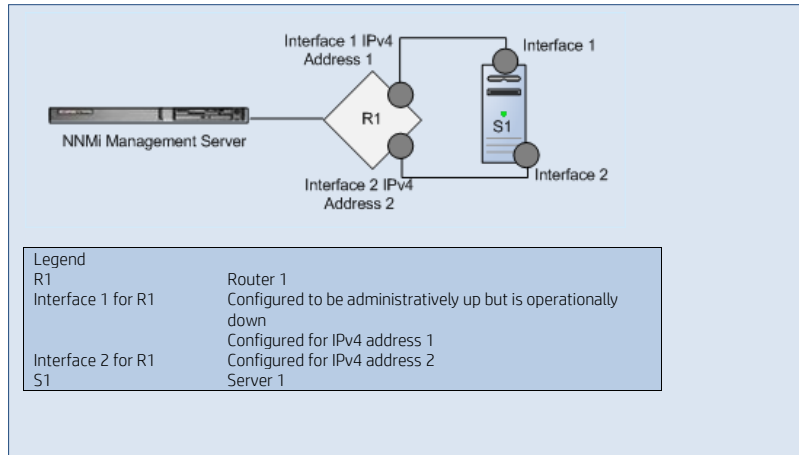 Interface 1 IPv4
Address 1
Interface 1
R1
S1
NNMi Management Server
Interface 2 IPv4
Address 2
Interface 2
Legend
R1 Router 1
Interface 1 for R1 Configured to be administratively up but is operationally
down
Configured for IPv4 address 1
Interface 2 for R1 Configured for IPv4 address 2
S1 Server 1